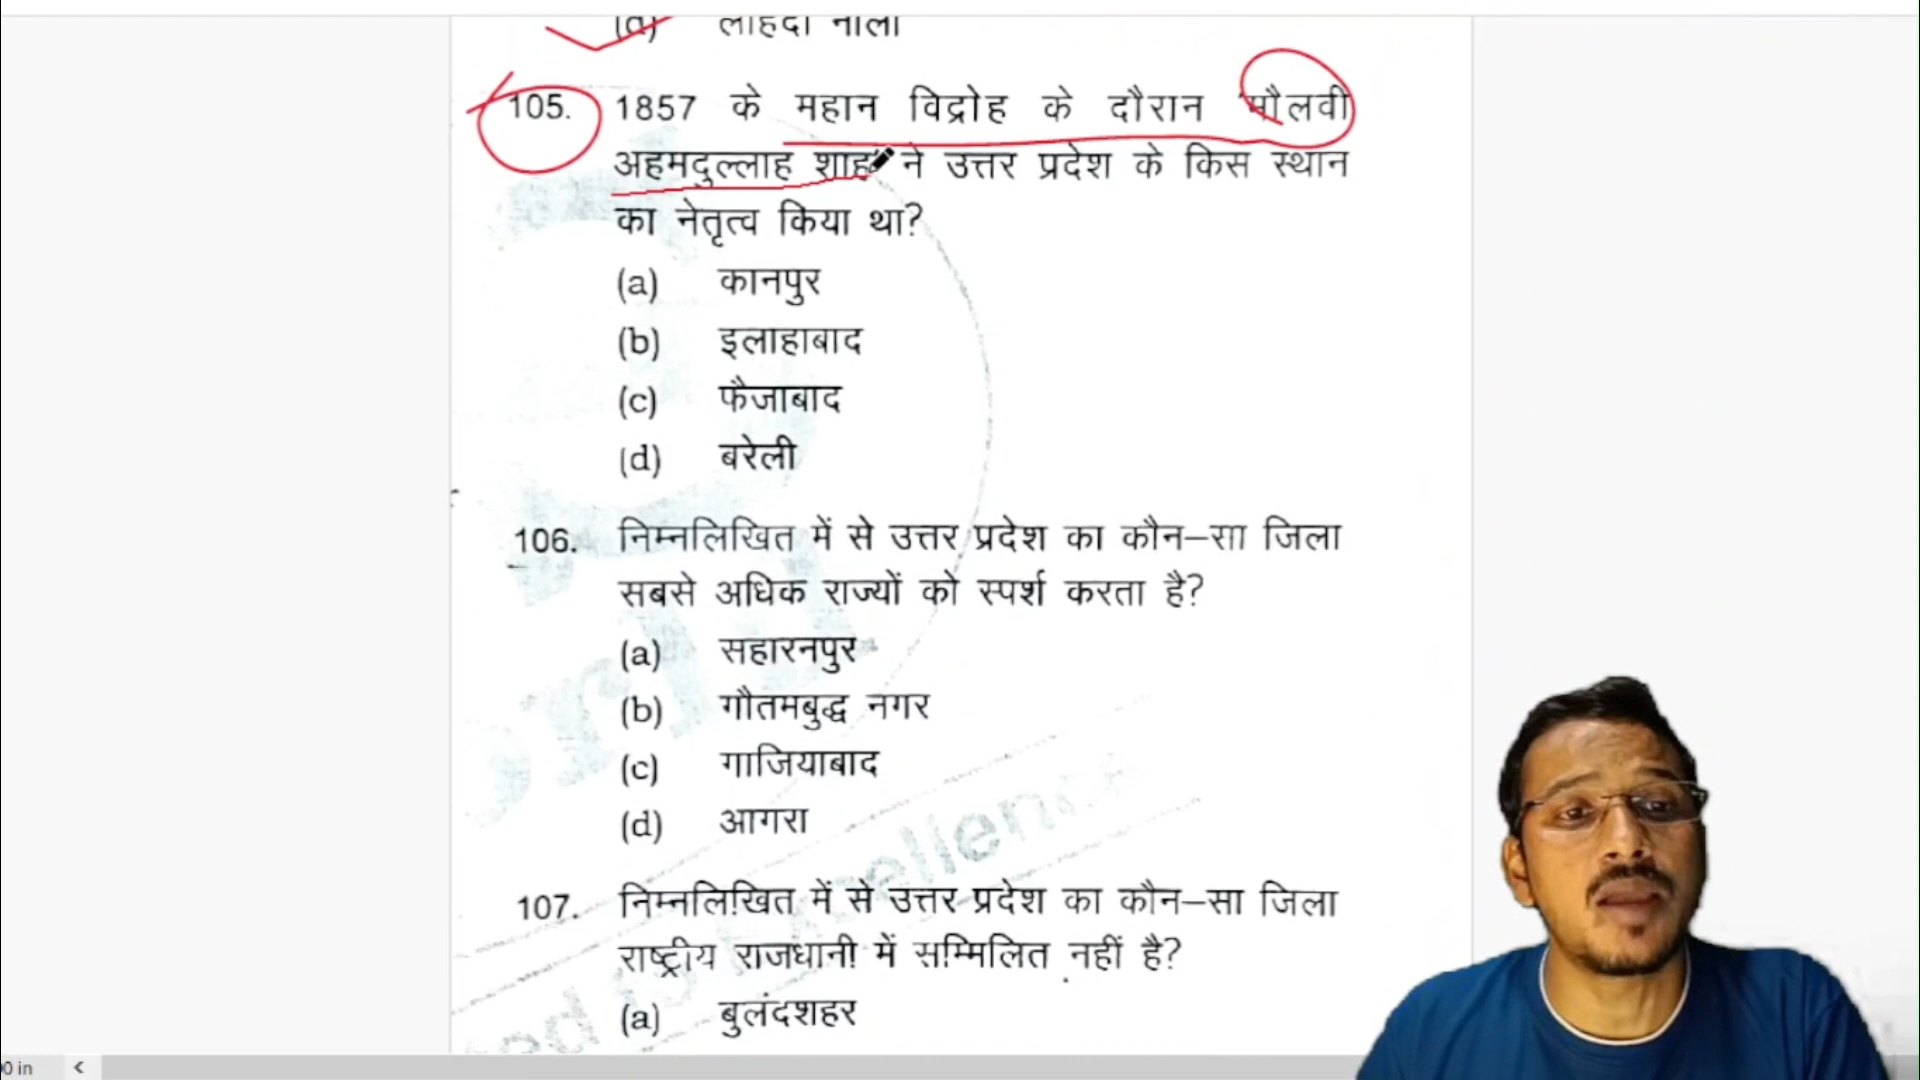 (d) लोहंदा नाला
105. 1857 के महान विद्रोह के दौरान मौलवी
अहमदुल्लाह शाह ने उत्तर प्रदेश के किस स्थान
का नेतृत्व किया था?
(a) कानपुर
(b) इलाहाबाद
(c) फैजाबाद
(d) बरेली
106. निम्नलिखित में से उत्तर प्रदेश का कौन–सा जिला
सबसे अधिक राज्यों को स्पर्श करता है?
(a) सहारनपुर
(b) गौतमबुद्ध नगर
(c) गाजियाबाद
(d) आगरा
107. निम्नलिखित में से उत्तर प्रदेश का कौन–सा जिला
राष्ट्रीय राजधानी में सम्मिलित नहीं है?
(a) बुलंदशहर
0 in